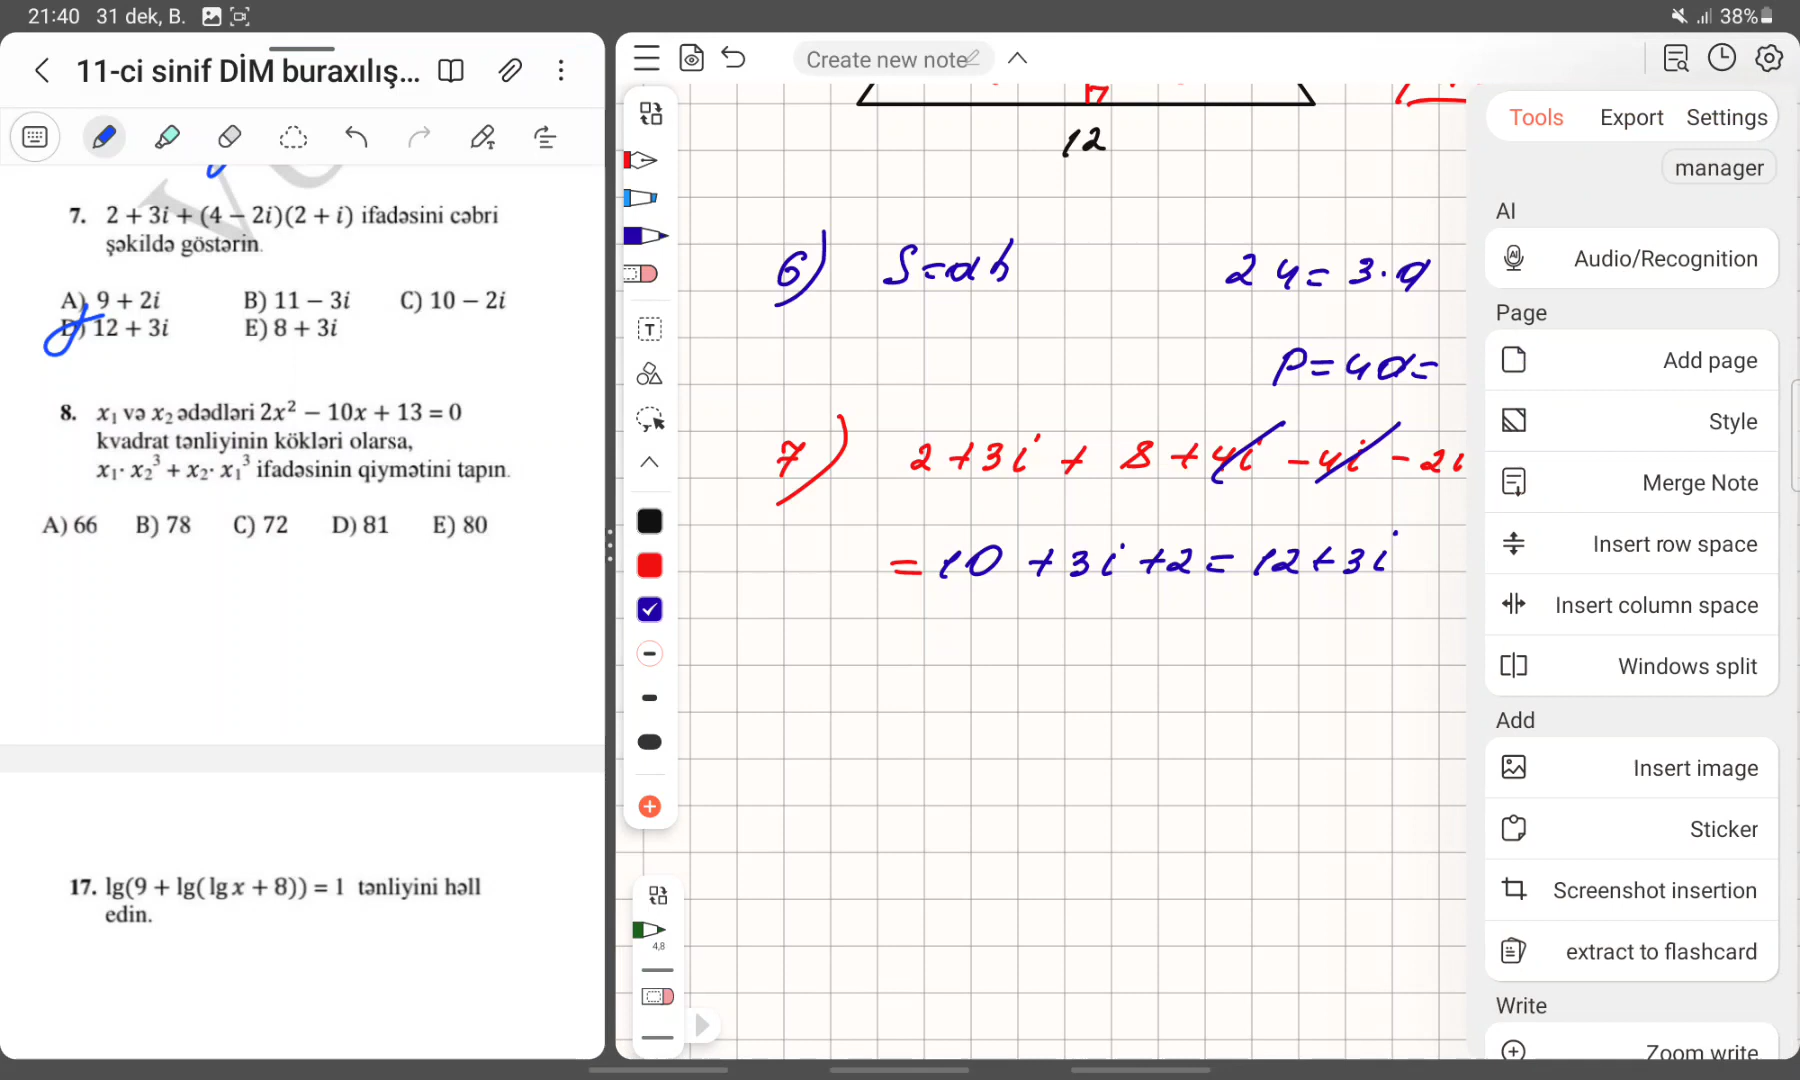 21:40 31 dek, B.
38%
11-ci sinif DİM buraxılış...
7. 2 + 3i + (4 − 2i)(2 + i) ifadəsini cəbri
şəkildə göstərin.
A) 9 + 2i B) 11 − 3i C) 10 − 2i
D) 12 + 3i E) 8 + 3i
8. x₁ və x₂ ədədləri 2x² − 10x + 13 = 0
kvadrat tənliyinin kökləri olarsa,
x₁· x₂³ + x₂· x₁³ ifadəsinin qiymətini tapın.
A) 66 B) 78 C) 72 D) 81 E) 80
17. lg(9 + lg(lg x + 8)) = 1 tənliyini həll
edin.
Create new note
12
6) S=ah 24=3·a
P=4a=
7) 2+3i + 8+4i −4i −2i
= 10 +3i +2 = 12+3i
T
4,8
Tools Export Settings
manager
AI
Audio/Recognition
Page
Add page
Style
Merge Note
Insert row space
Insert column space
Windows split
Add
Insert image
Sticker
Screenshot insertion
extract to flashcard
Write
Zoom write